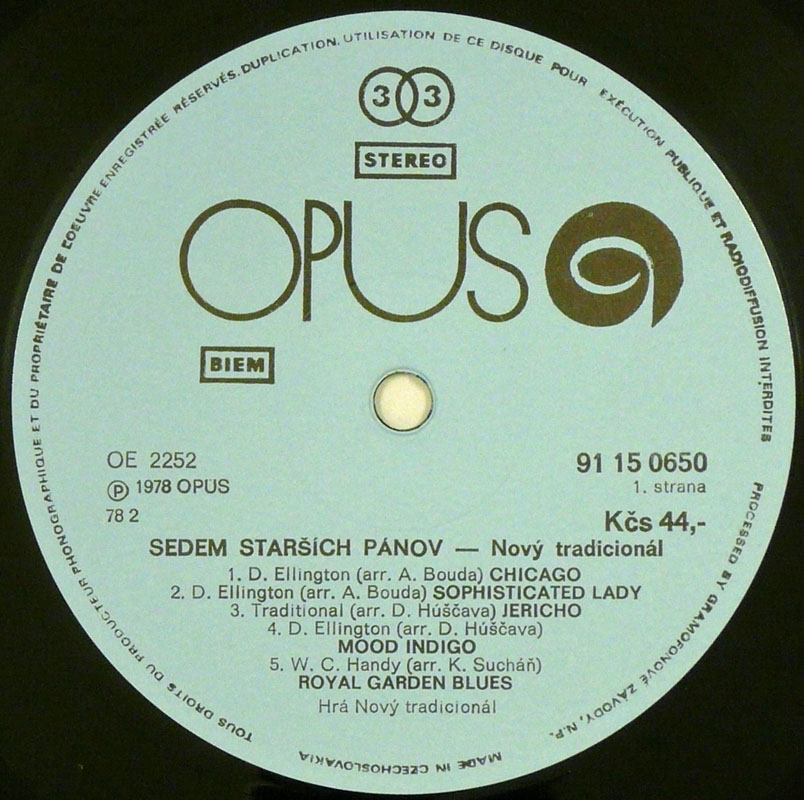 TOUS DROITS DU PRODUCTEUR PHONOGRAPHIQUE ET DU PROPRIÉTAIRE DE L'OEUVRE ENREGISTRÉE RÉSERVÉS. DUPLICATION, UTILISATION DE CE DISQUE POUR EXÉCUTION PUBLIQUE ET RADIODIFFUSION INTERDITES
33
STEREO
OPUS
BIEM
OE 2252
91 15 0650
Ⓟ 1978 OPUS
1. strana
78 2
Kčs 44,-
SEDEM STARŠÍCH PÁNOV — Nový tradicionál
1. D. Ellington (arr. A. Bouda) CHICAGO
2. D. Ellington (arr. A. Bouda) SOPHISTICATED LADY
3. Traditional (arr. D. Húščava) JERICHO
4. D. Ellington (arr. D. Húščava)
MOOD INDIGO
5. W. C. Handy (arr. K. Sucháň)
ROYAL GARDEN BLUES
Hrá Nový tradicionál
PROCESSED BY GRAMOFONOVÉ ZÁVODY, N.P.
MADE IN CZECHOSLOVAKIA